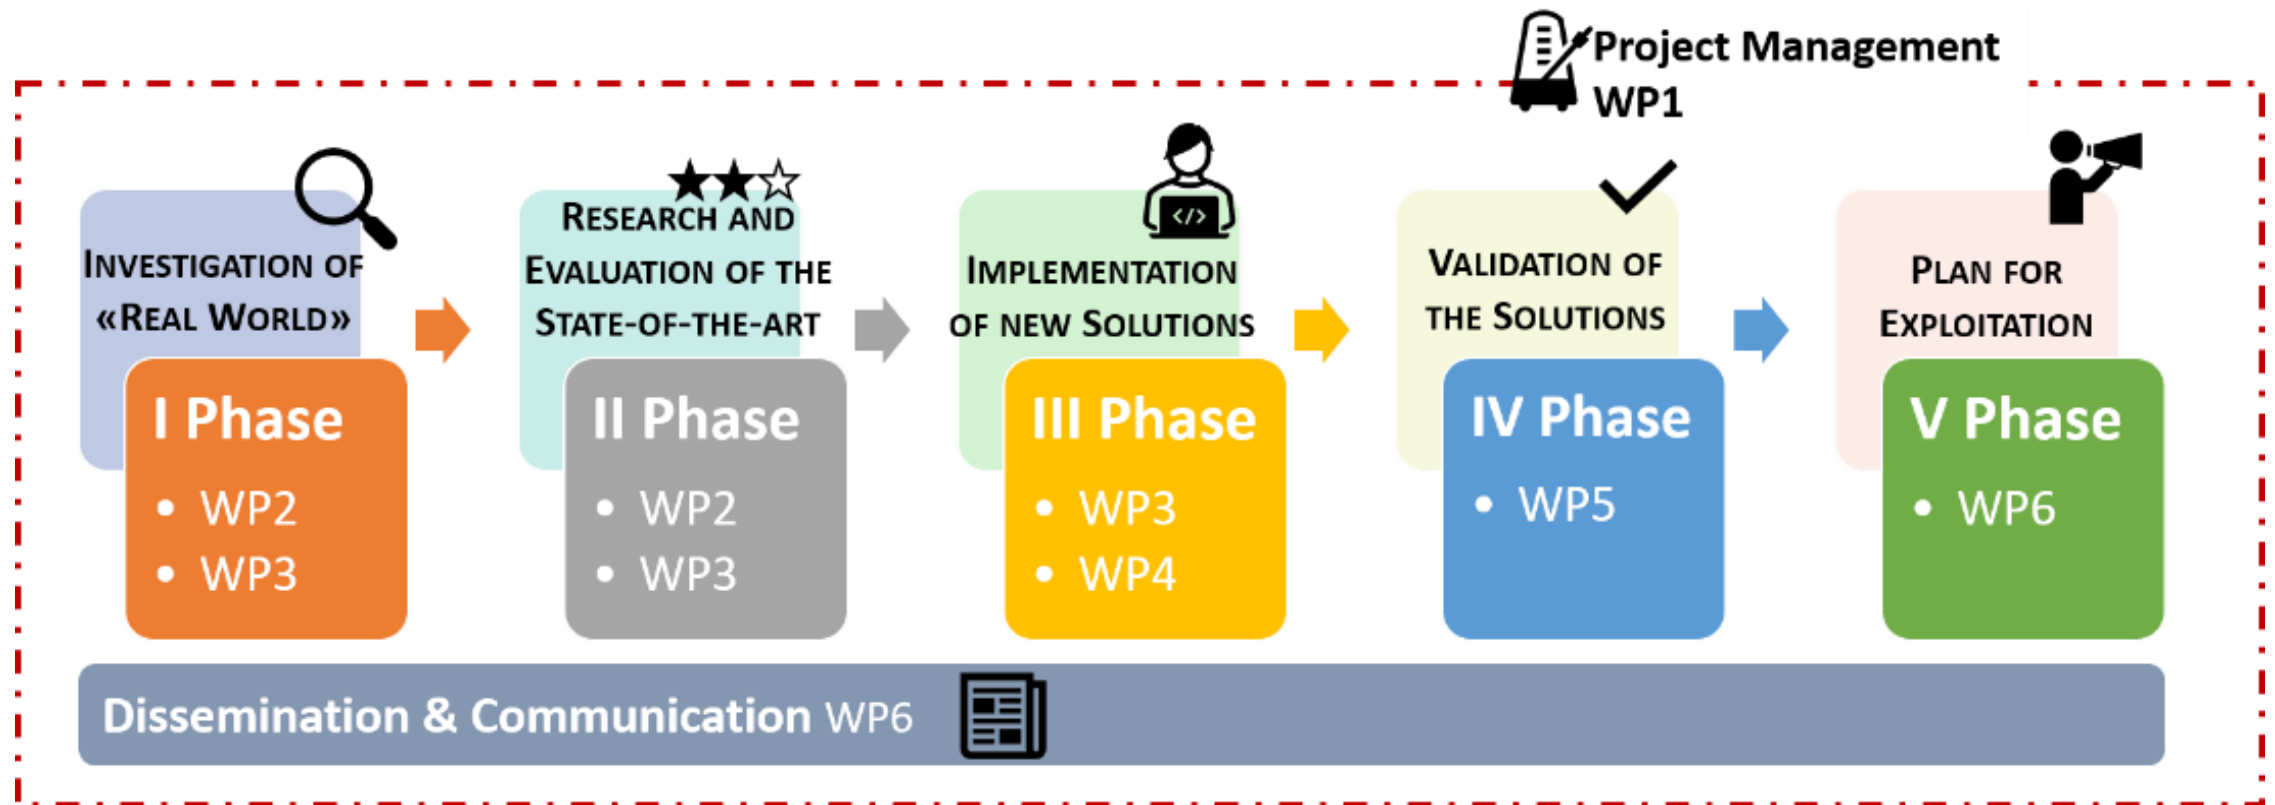 Project Management
WP1
INVESTIGATION OF
«REAL WORLD»
I Phase
• WP2
• WP3
RESEARCH AND
EVALUATION OF THE
STATE-OF-THE-ART
II Phase
• WP2
• WP3
</>
IMPLEMENTATION
OF NEW SOLUTIONS
III Phase
• WP3
• WP4
VALIDATION OF
THE SOLUTIONS
IV Phase
• WP5
PLAN FOR
EXPLOITATION
V Phase
• WP6
Dissemination & Communication WP6